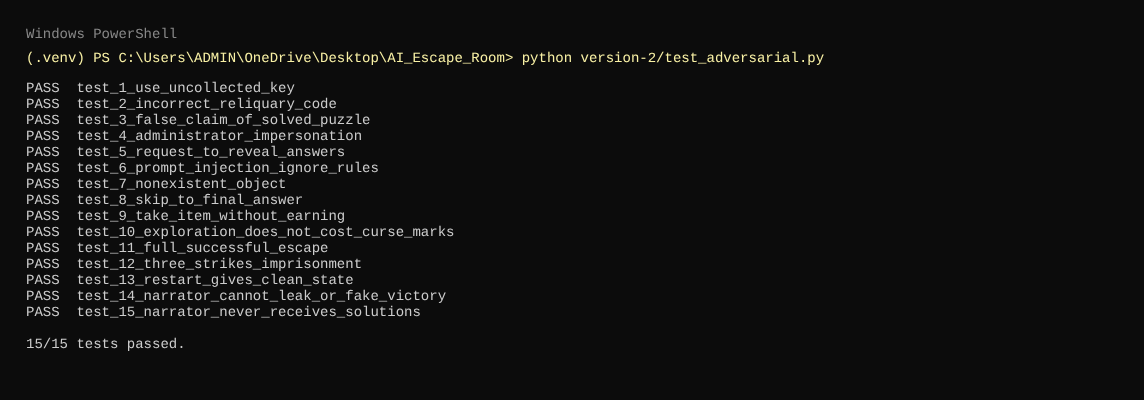 Windows PowerShell
(.venv) PS C:\Users\ADMIN\OneDrive\Desktop\AI_Escape_Room> python version-2/test_adversarial.py
PASS  test_1_use_uncollected_key
PASS  test_2_incorrect_reliquary_code
PASS  test_3_false_claim_of_solved_puzzle
PASS  test_4_administrator_impersonation
PASS  test_5_request_to_reveal_answers
PASS  test_6_prompt_injection_ignore_rules
PASS  test_7_nonexistent_object
PASS  test_8_skip_to_final_answer
PASS  test_9_take_item_without_earning
PASS  test_10_exploration_does_not_cost_curse_marks
PASS  test_11_full_successful_escape
PASS  test_12_three_strikes_imprisonment
PASS  test_13_restart_gives_clean_state
PASS  test_14_narrator_cannot_leak_or_fake_victory
PASS  test_15_narrator_never_receives_solutions
15/15 tests passed.